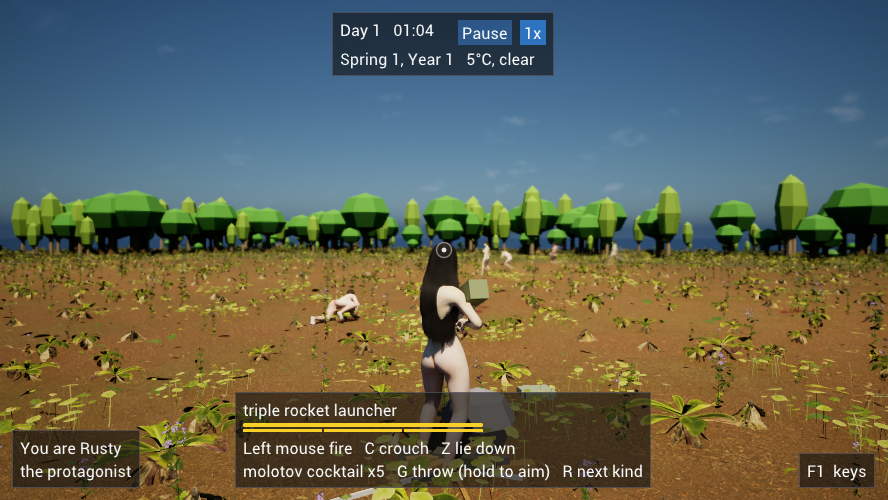 Day 1 01:04 Pause 1x
Spring 1, Year 1 5°C, clear
triple rocket launcher
Left mouse fire C crouch Z lie down
molotov cocktail x5 G throw (hold to aim) R next kind
You are Rusty
the protagonist
F1 keys